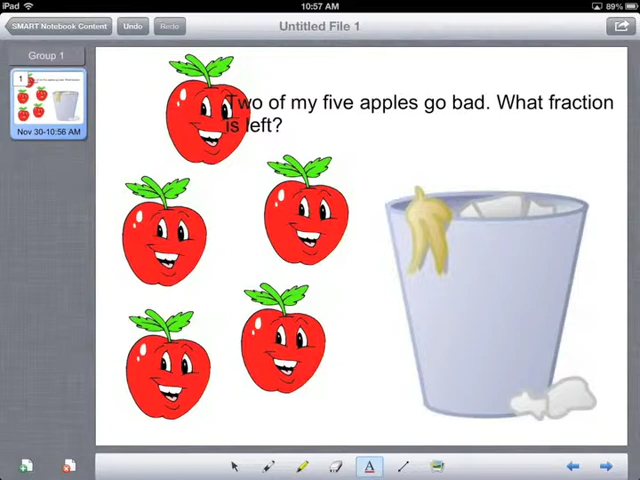 iPad
10:57 AM
89%
SMART Notebook Content
Undo
Redo
Untitled File 1
Group 1
1
Nov 30-10:56 AM
Two of my five apples go bad. What fraction
is left?
A